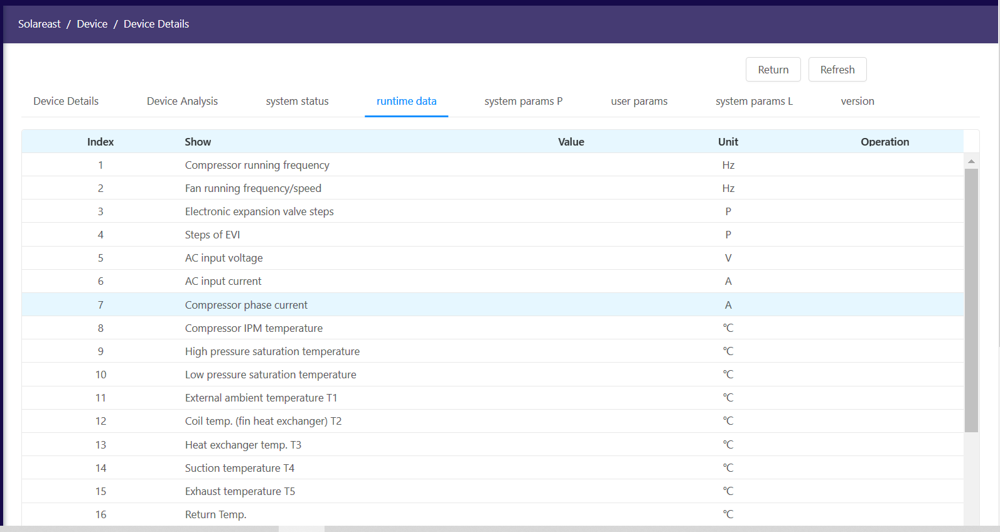 Solareast / Device / Device Details
Return Refresh
Device Details Device Analysis system status runtime data system params P user params system params L version
Index Show Value Unit Operation
1 Compressor running frequency Hz
2 Fan running frequency/speed Hz
3 Electronic expansion valve steps P
4 Steps of EVI P
5 AC input voltage V
6 AC input current A
7 Compressor phase current A
8 Compressor IPM temperature ℃
9 High pressure saturation temperature ℃
10 Low pressure saturation temperature ℃
11 External ambient temperature T1 ℃
12 Coil temp. (fin heat exchanger) T2 ℃
13 Heat exchanger temp. T3 ℃
14 Suction temperature T4 ℃
15 Exhaust temperature T5 ℃
16 Return Temp. ℃